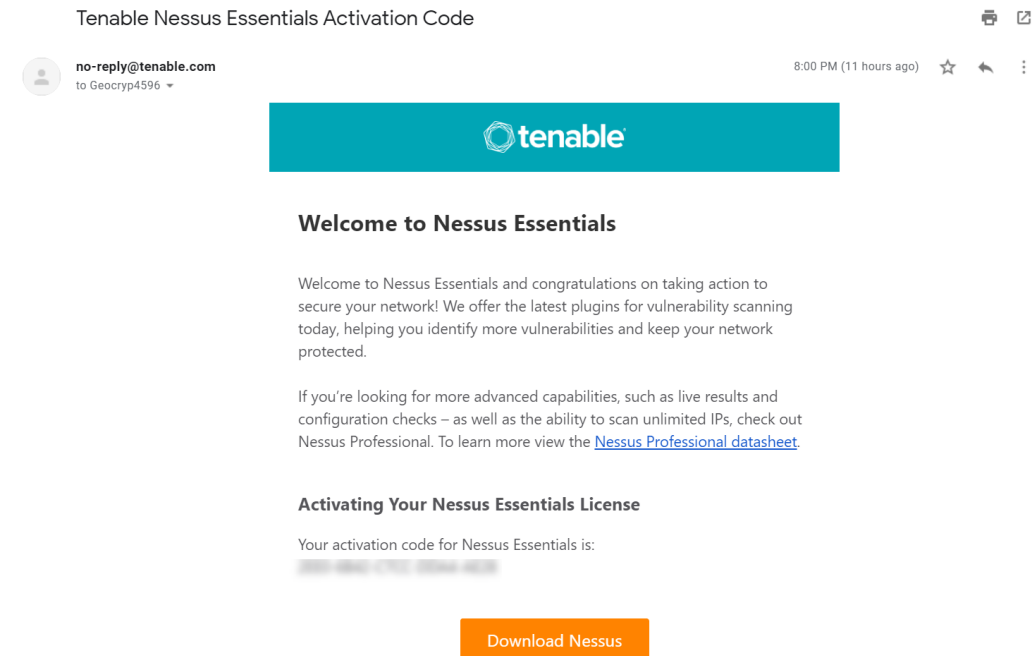 Tenable Nessus Essentials Activation Code
no-reply@tenable.com
8:00 PM (11 hours ago)
to Geocryp4596
tenable
Welcome to Nessus Essentials
Welcome to Nessus Essentials and congratulations on taking action to
secure your network! We offer the latest plugins for vulnerability scanning
today, helping you identify more vulnerabilities and keep your network
protected.
If you’re looking for more advanced capabilities, such as live results and
configuration checks – as well as the ability to scan unlimited IPs, check out
Nessus Professional. To learn more view the Nessus Professional datasheet.
Activating Your Nessus Essentials License
Your activation code for Nessus Essentials is:
Download Nessus